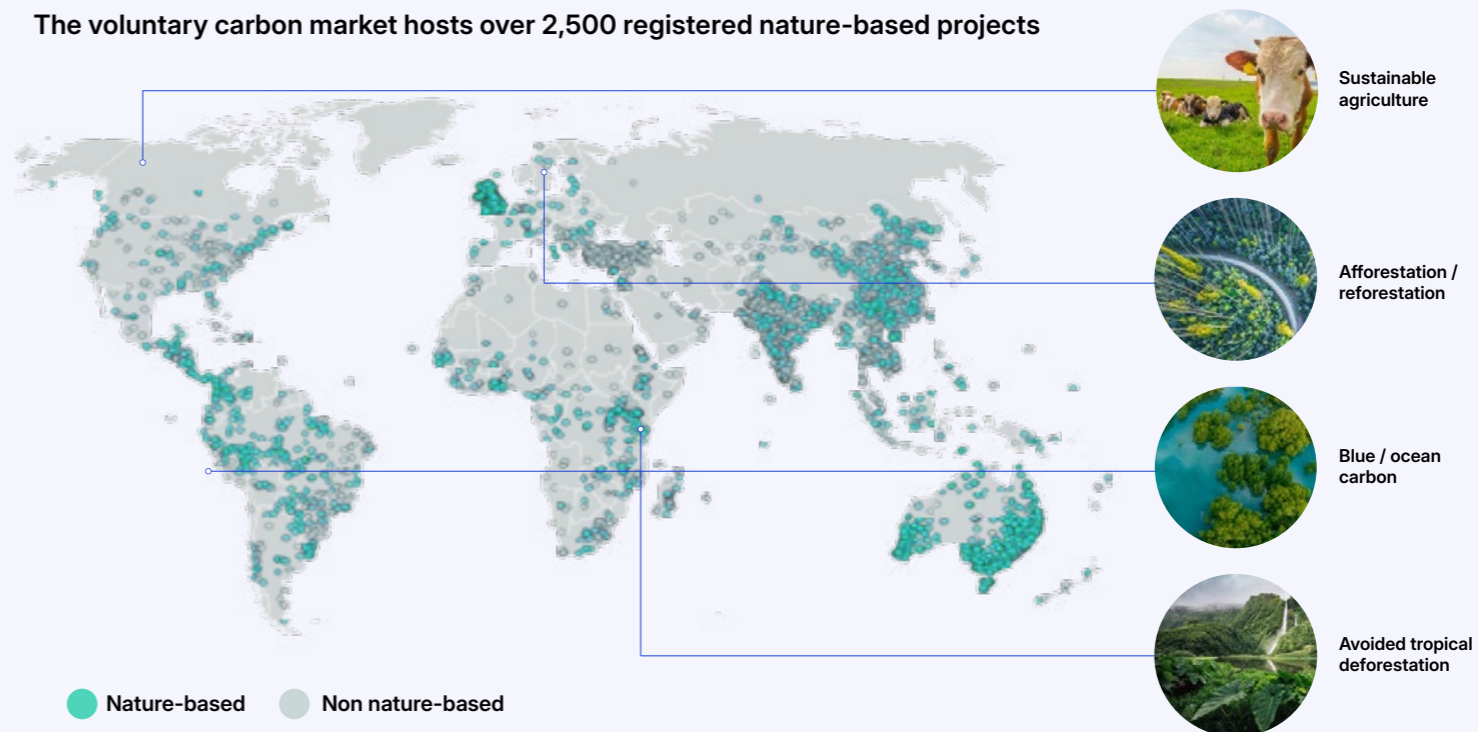 The voluntary carbon market hosts over 2,500 registered nature-based projects
Sustainable
agriculture
Afforestation /
reforestation
Blue / ocean
carbon
Avoided tropical
deforestation
Nature-based
Non nature-based